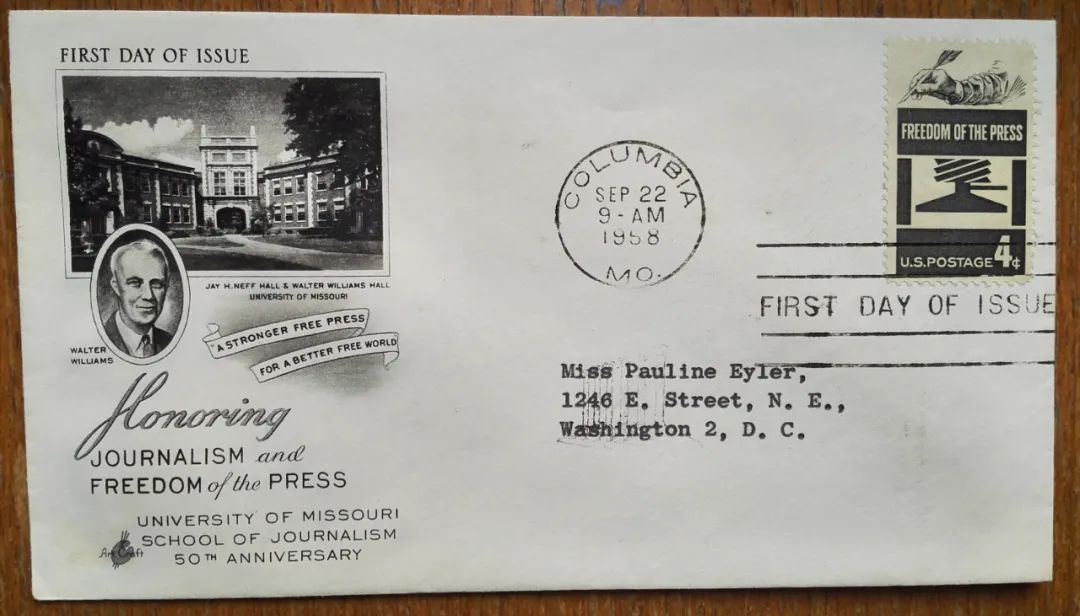 FIRST DAY OF ISSUE
JAY H. NEFF HALL & WALTER WILLIAMS HALL
UNIVERSITY OF MISSOURI
WALTER
WILLIAMS
"A STRONGER FREE PRESS
FOR A BETTER FREE WORLD
Honoring
JOURNALISM and
FREEDOM of the PRESS
UNIVERSITY OF MISSOURI
SCHOOL OF JOURNALISM
50TH ANNIVERSARY
Art Craft
COLUMBIA
SEP 22
9-AM
1958
MO.
FREEDOM OF THE PRESS
U.S. POSTAGE 4¢
FIRST DAY OF ISSUE
Miss Pauline Eyler,
1246 E. Street, N. E.,
Washington 2, D. C.